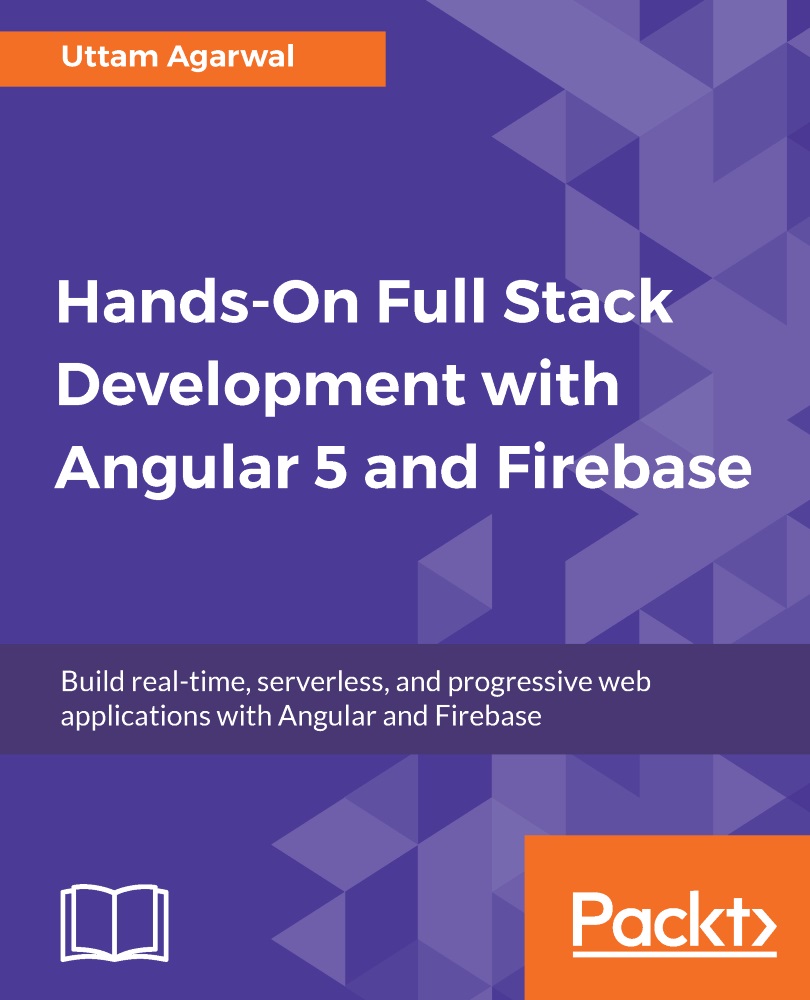 Uttam Agarwal
Hands-On Full Stack
Development with
Angular 5 and Firebase
Build real-time, serverless, and progressive web
applications with Angular and Firebase
Packt>